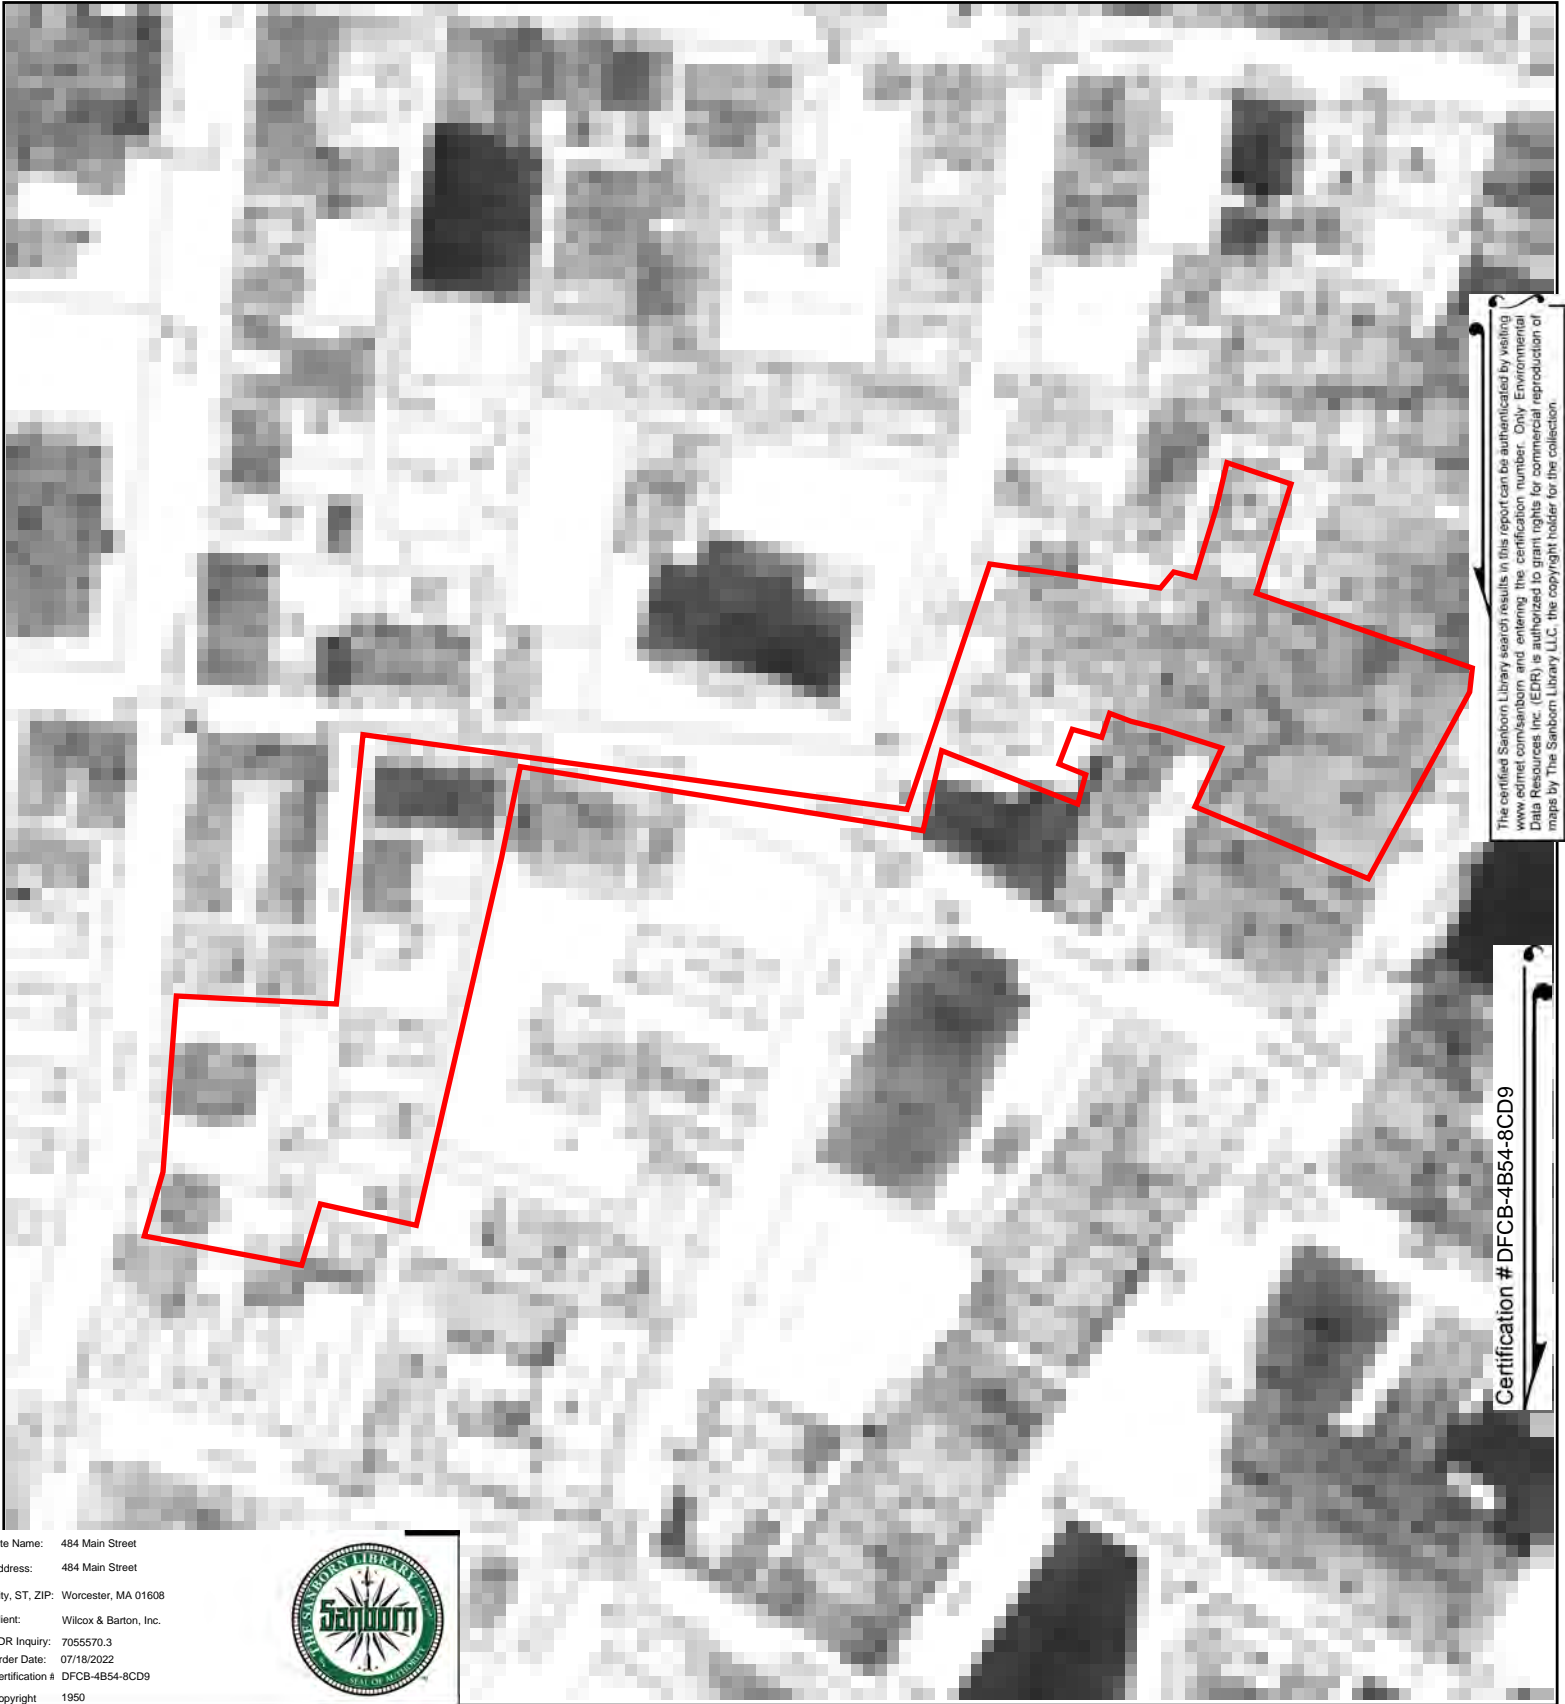 The certified Sanborn Library search results in this report can be authenticated by visiting
www.edrnet.com/sanborn and entering the certification number. Only Environmental
Data Resources Inc. (EDR) is authorized to grant rights for commercial reproduction of
maps by The Sanborn Library LLC, the copyright holder for the collection.
Certification # DFCB-4B54-8CD9
te Name: 484 Main Street
ddress: 484 Main Street
ty, ST, ZIP: Worcester, MA 01608
ient: Wilcox & Barton, Inc.
DR Inquiry: 7055570.3
rder Date: 07/18/2022
ertification # DFCB-4B54-8CD9
opyright 1950
THE SANBORN LIBRARY LLC
Sanborn
SEAL OF AUTHORITY